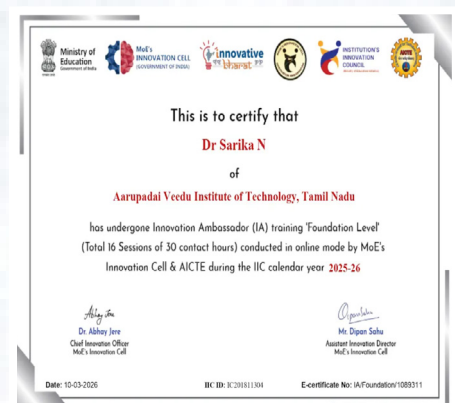 Ministry of
Education
Government of India
MoE's
INNOVATION CELL
(GOVERNMENT OF INDIA)
innovative
bharat
INSTITUTION'S
INNOVATION
COUNCIL
AICTE
This is to certify that
Dr Sarika N
of
Aarupadai Veedu Institute of Technology, Tamil Nadu
has undergone Innovation Ambassador (IA) training 'Foundation Level'
(Total 16 Sessions of 30 contact hours) conducted in online mode by MoE's
Innovation Cell & AICTE during the IIC calendar year 2025-26
Dr. Abhay Jere
Chief Innovation Officer
MoE's Innovation Cell
Mr. Dipan Sahu
Assistant Innovation Director
MoE's Innovation Cell
Date: 10-03-2026
IIC ID: IC201811304
E-certificate No: IA/Foundation/1089311